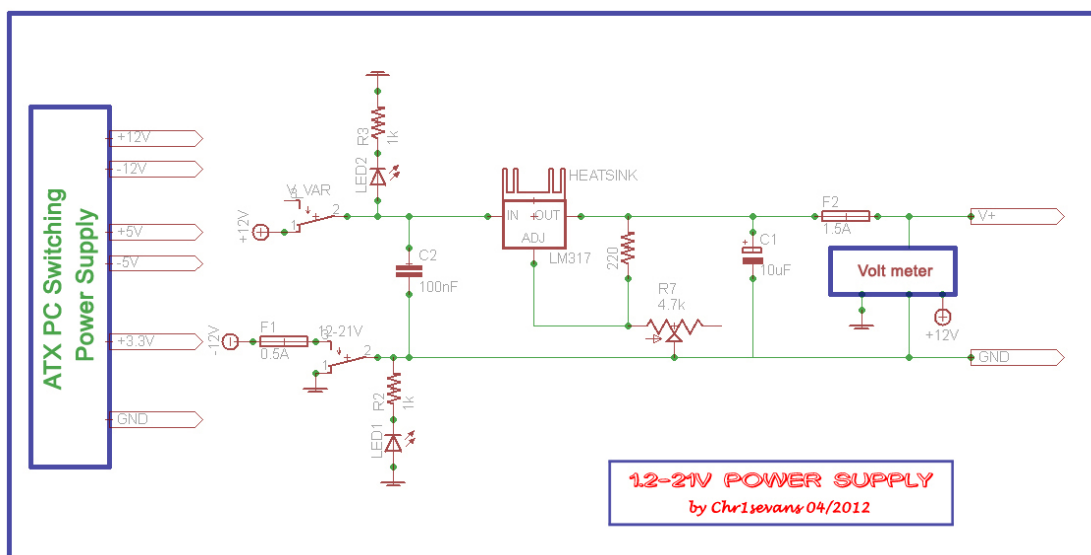 ATX PC Switching
Power Supply
+12V
-12V
+5V
-5V
+3.3V
GND
R3
1k
LED2
V_VAR
1
2
+12V
C2
100nF
HEATSINK
IN
OUT
ADJ
LM317
220
R7
4.7k
C1
10uF
F2
1.5A
V+
Volt meter
+12V
GND
-12V
F1
0.5A
12-21V
3
1
2
R2
1k
LED1
1.2-21V POWER SUPPLY
by Chr1sevans 04/2012